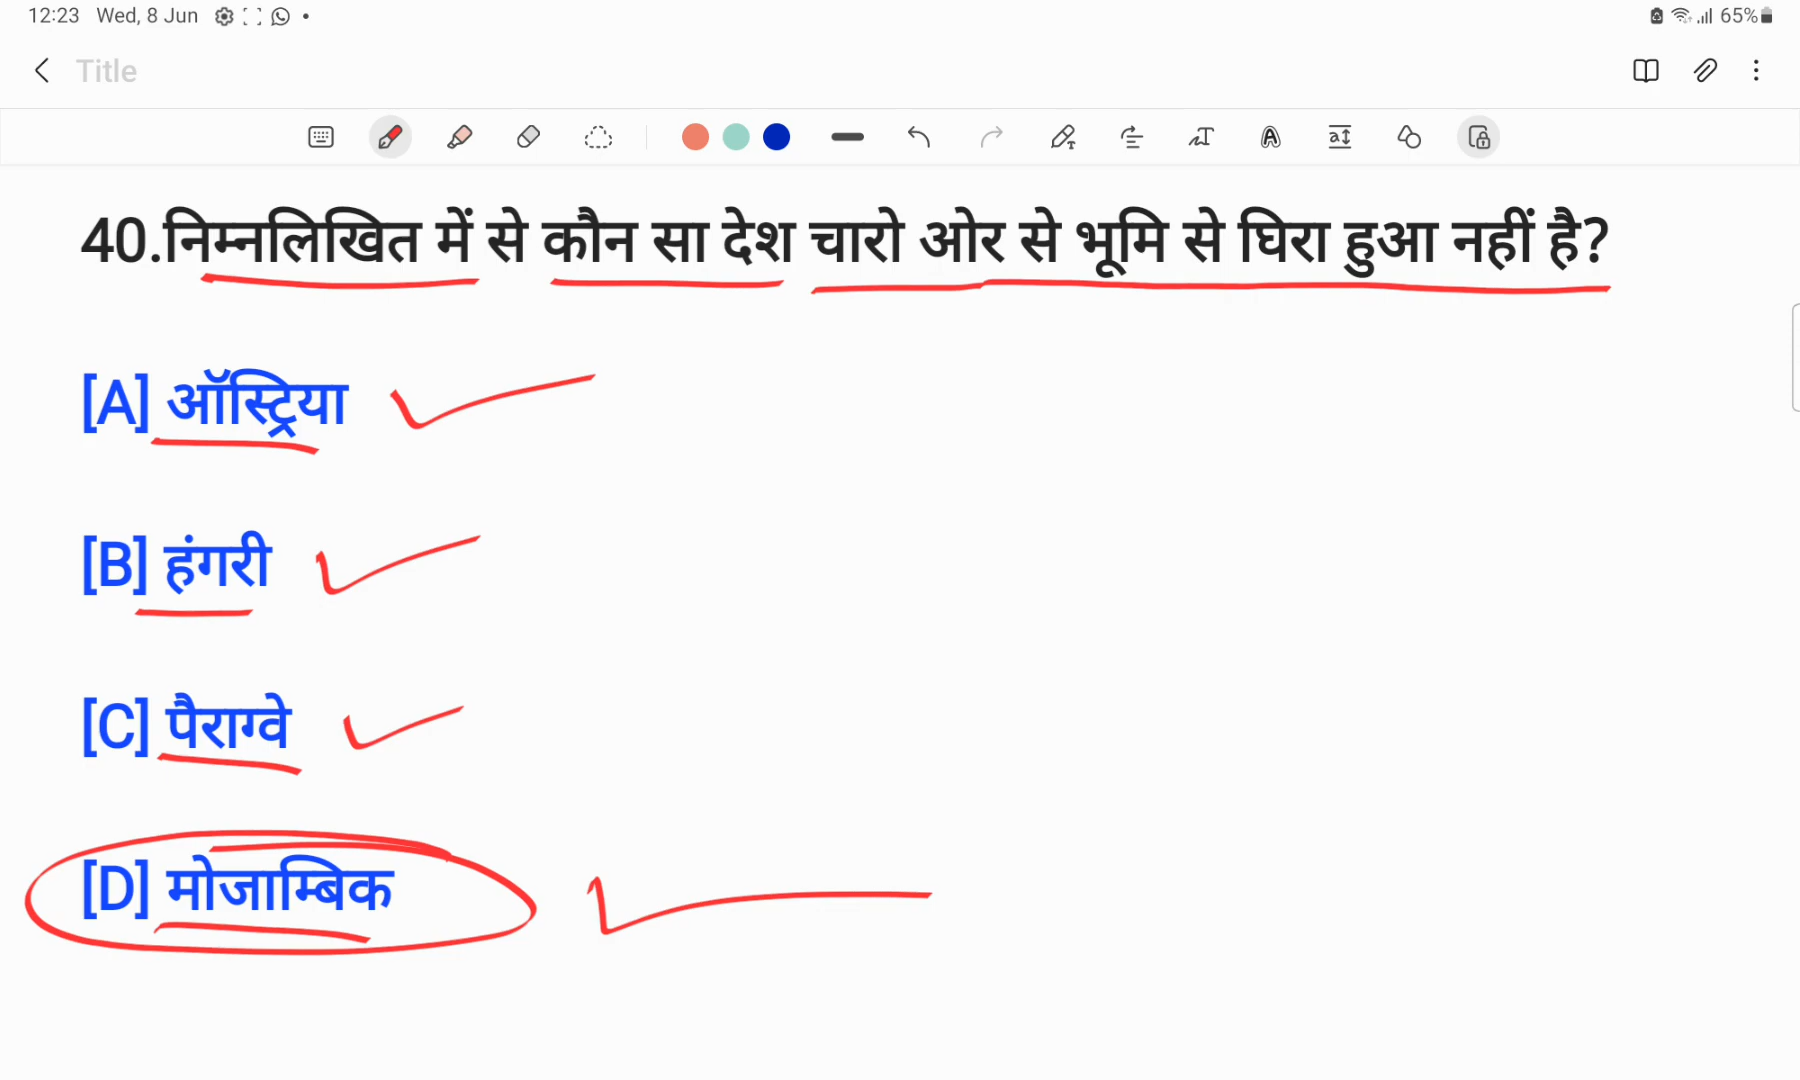 12:23 Wed, 8 Jun 65%
Title
40.निम्नलिखित में से कौन सा देश चारो ओर से भूमि से घिरा हुआ नहीं है?
[A] ऑस्ट्रिया
[B] हंगरी
[C] पैराग्वे
[D] मोजाम्बिक